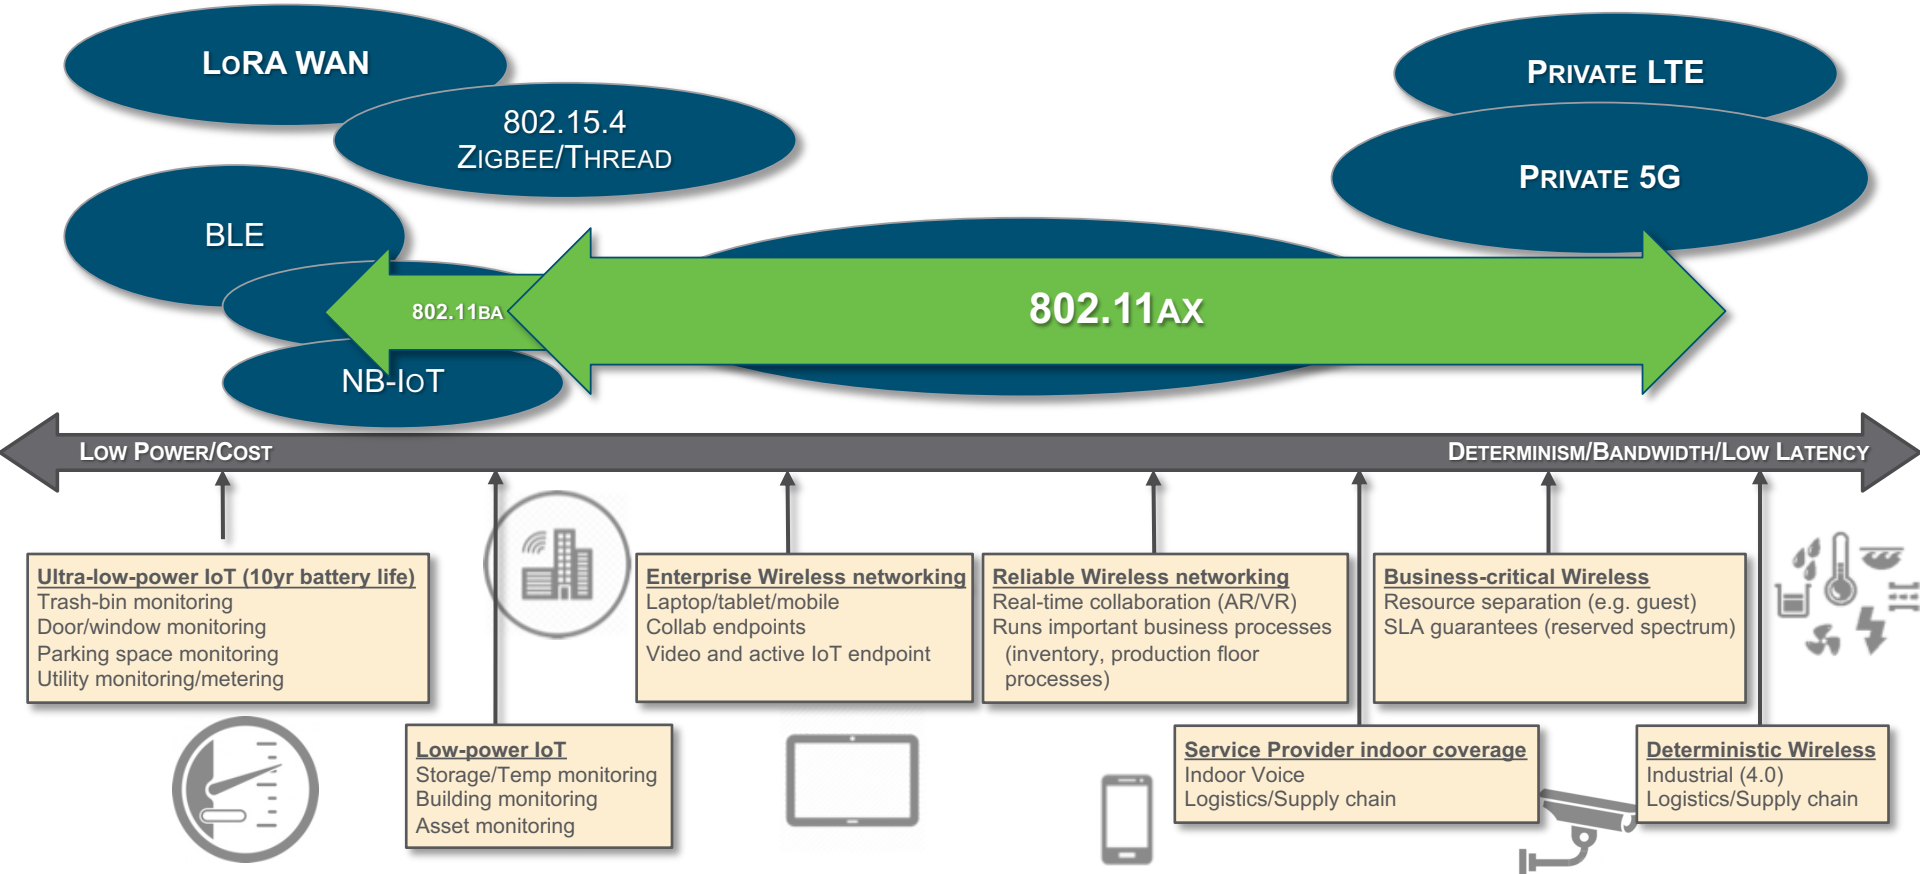 LoRA WAN
802.15.4
Zigbee/Thread
Private LTE
Private 5G
BLE
802.11ba
802.11ax
NB-IoT
Low Power/Cost
Determinism/Bandwidth/Low Latency
Ultra-low-power IoT (10yr battery life)
Trash-bin monitoring
Door/window monitoring
Parking space monitoring
Utility monitoring/metering
Low-power IoT
Storage/Temp monitoring
Building monitoring
Asset monitoring
Enterprise Wireless networking
Laptop/tablet/mobile
Collab endpoints
Video and active IoT endpoint
Reliable Wireless networking
Real-time collaboration (AR/VR)
Runs important business processes
(inventory, production floor
processes)
Service Provider indoor coverage
Indoor Voice
Logistics/Supply chain
Business-critical Wireless
Resource separation (e.g. guest)
SLA guarantees (reserved spectrum)
Deterministic Wireless
Industrial (4.0)
Logistics/Supply chain